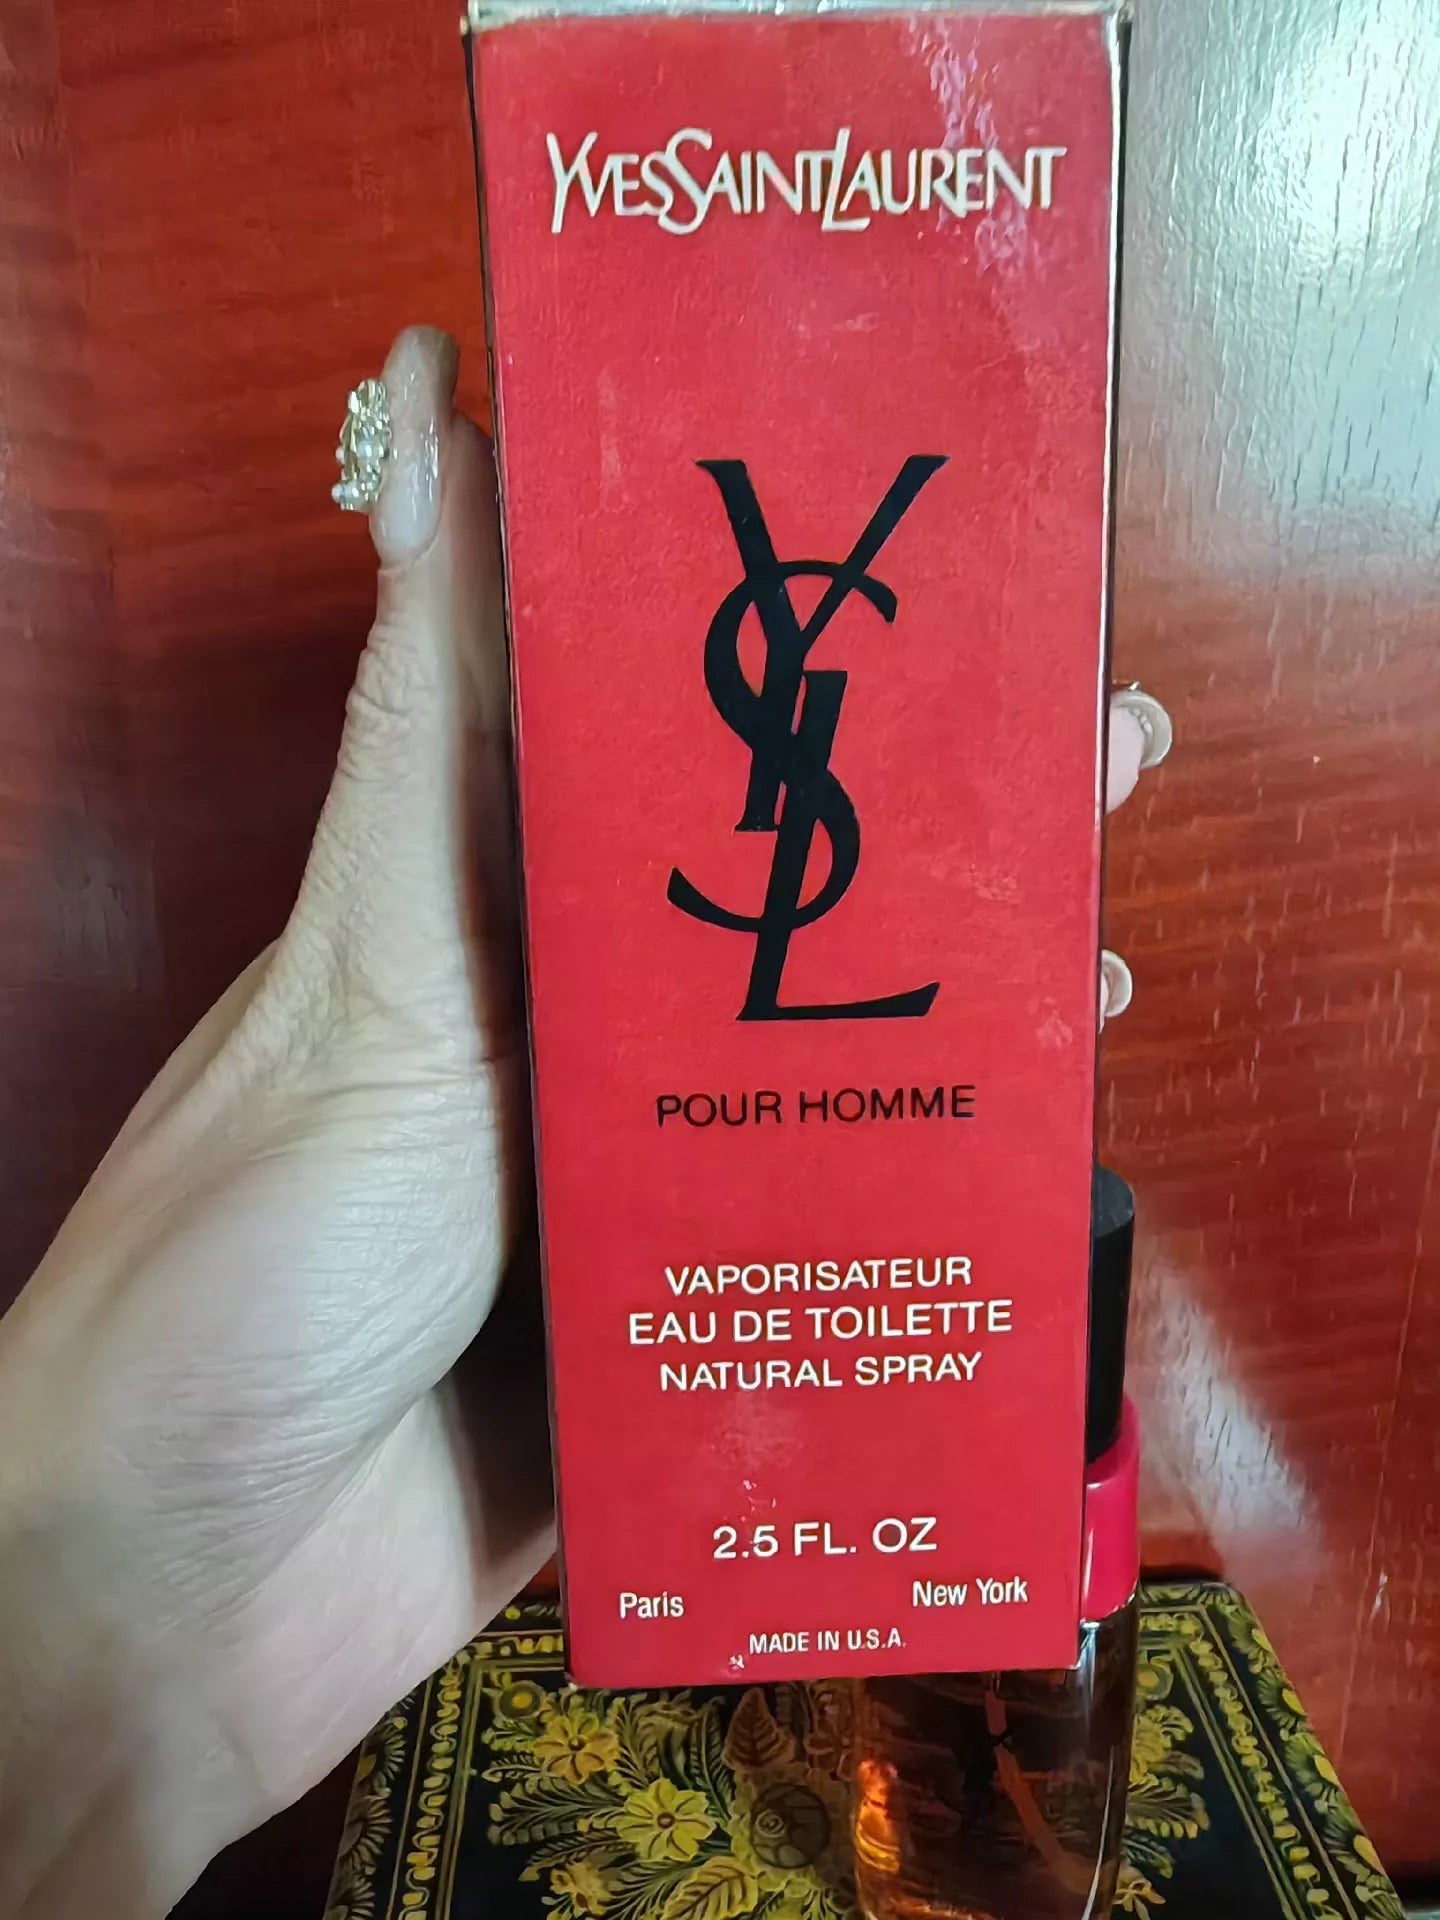 YVESSAINTLAURENT
YSL
POUR HOMME
VAPORISATEUR
EAU DE TOILETTE
NATURAL SPRAY
2.5 FL. OZ
Paris New York
MADE IN U.S.A.